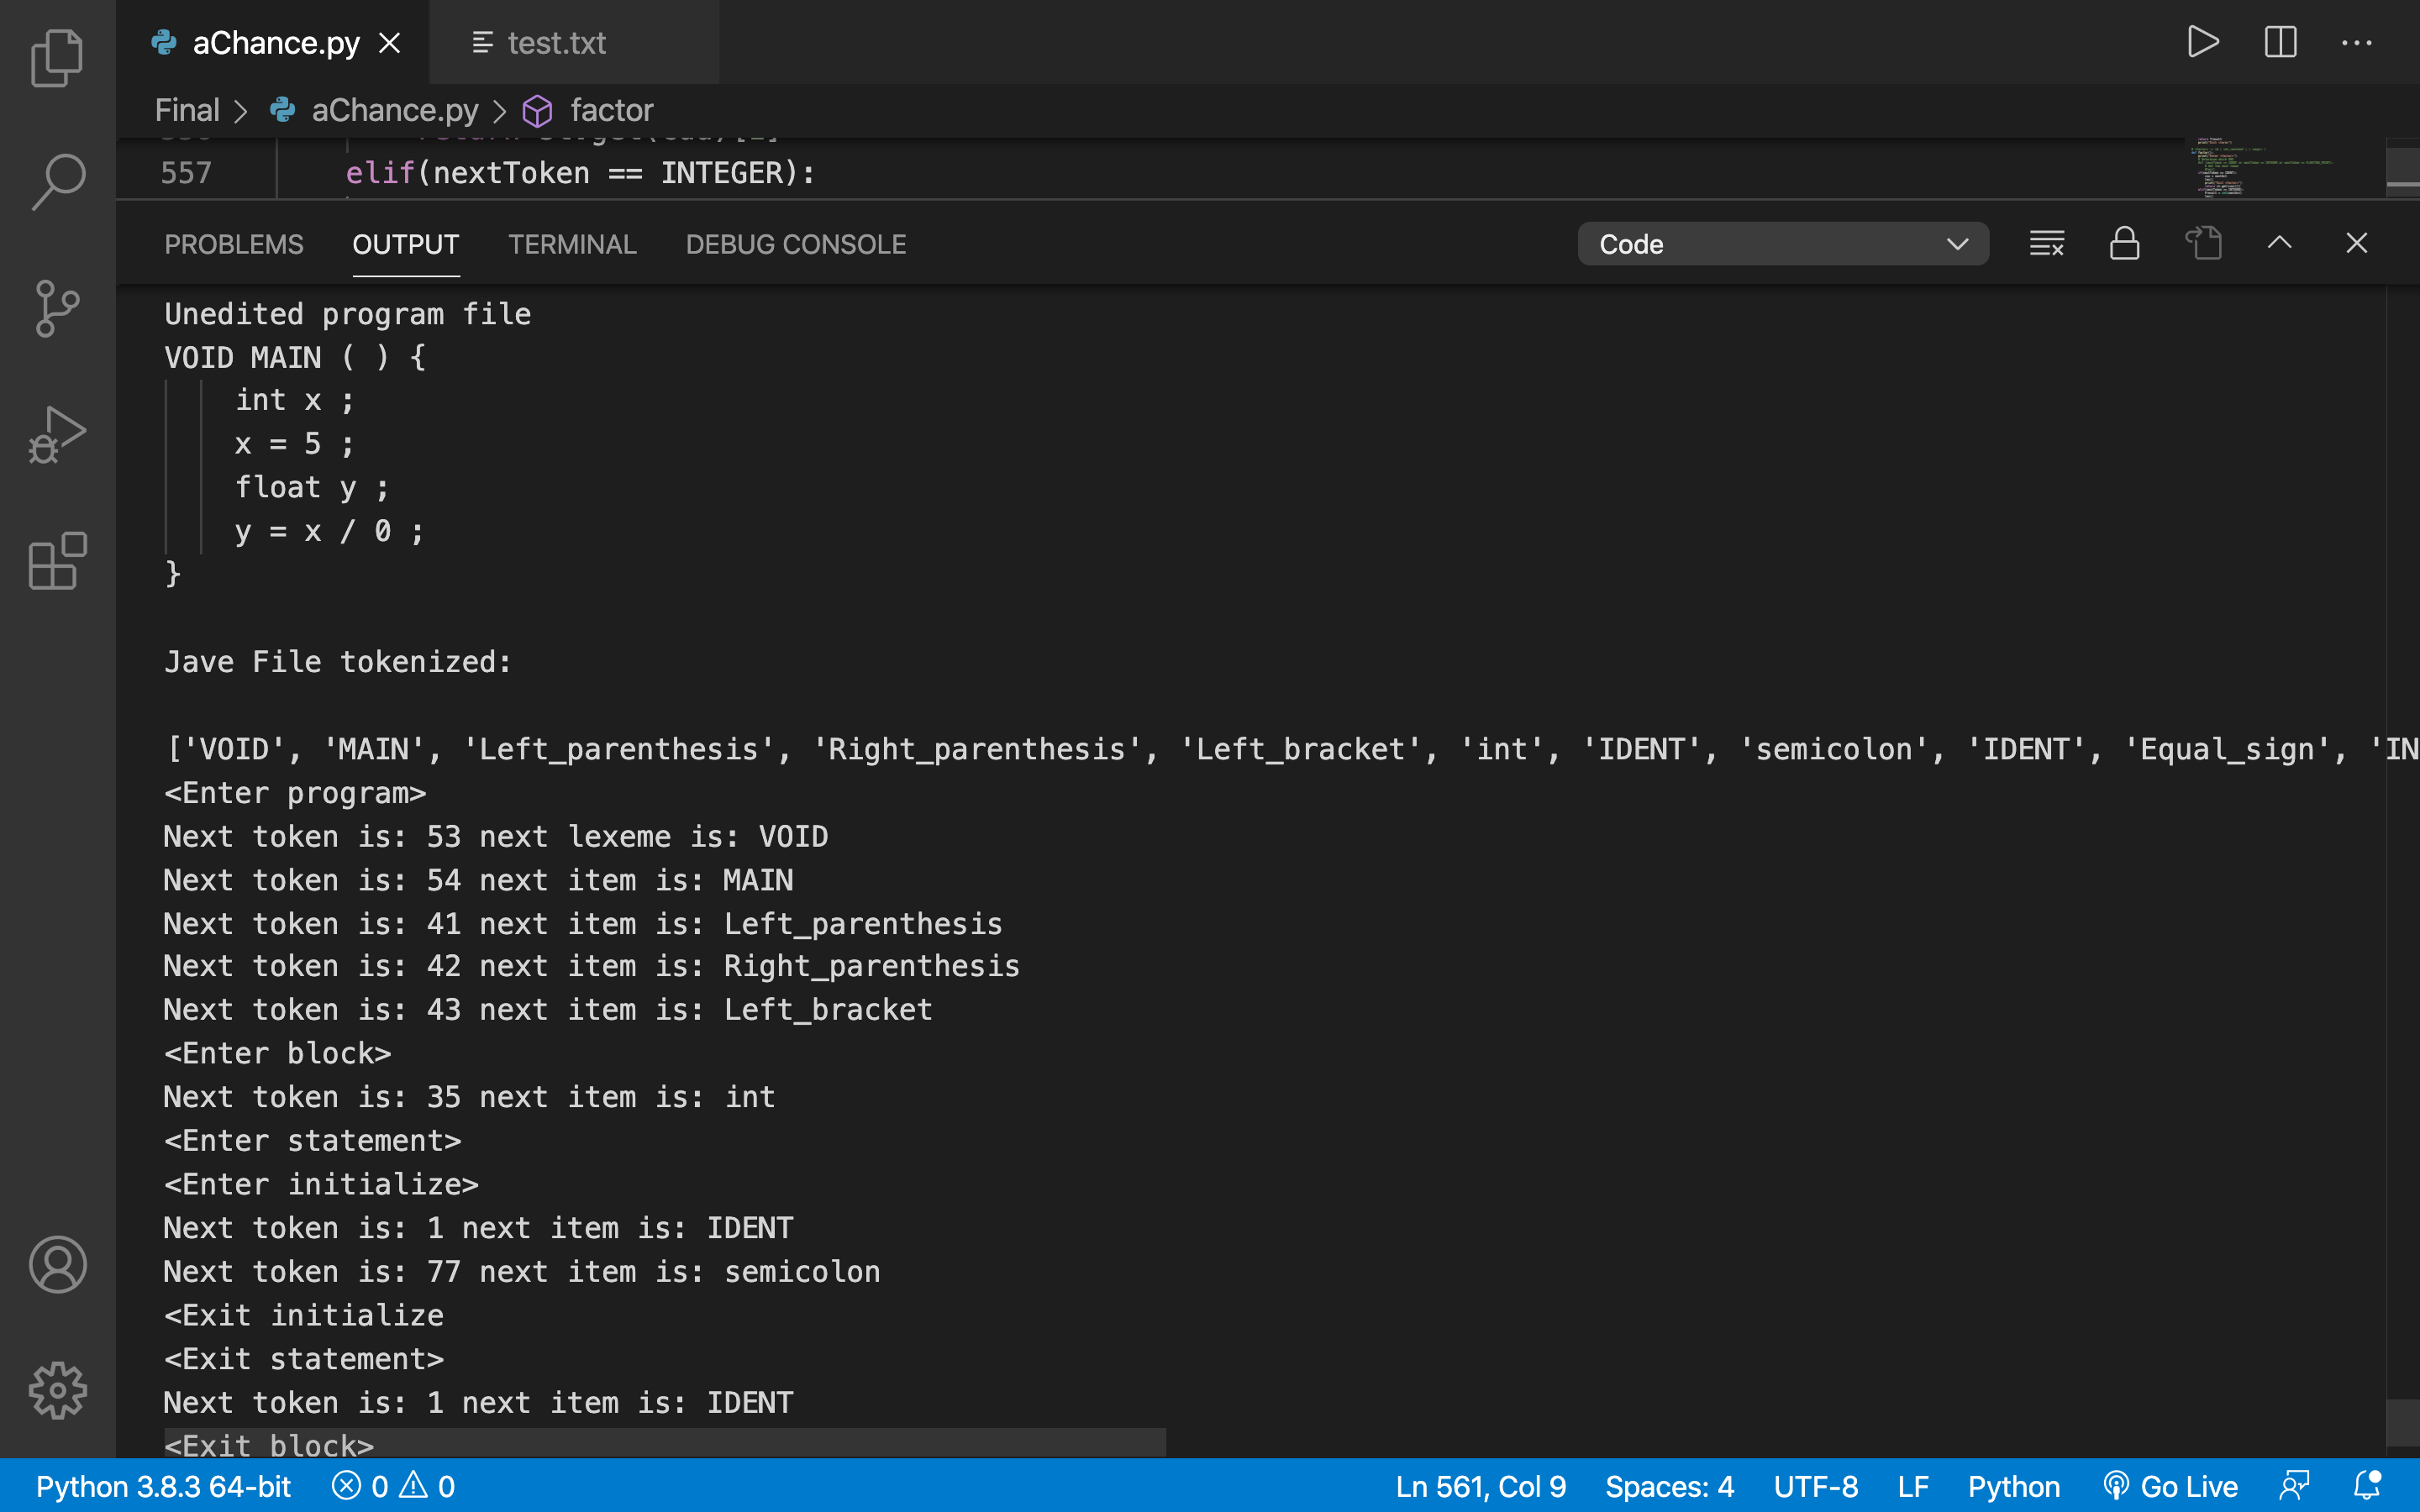 aChance.py
test.txt
Final > aChance.py > factor
557 elif(nextToken == INTEGER):
PROBLEMS OUTPUT TERMINAL DEBUG CONSOLE Code
Unedited program file
VOID MAIN ( ) {
int x ;
x = 5 ;
float y ;
y = x / 0 ;
}
Jave File tokenized:
['VOID', 'MAIN', 'Left_parenthesis', 'Right_parenthesis', 'Left_bracket', 'int', 'IDENT', 'semicolon', 'IDENT', 'Equal_sign', 'IN
<Enter program>
Next token is: 53 next lexeme is: VOID
Next token is: 54 next item is: MAIN
Next token is: 41 next item is: Left_parenthesis
Next token is: 42 next item is: Right_parenthesis
Next token is: 43 next item is: Left_bracket
<Enter block>
Next token is: 35 next item is: int
<Enter statement>
<Enter initialize>
Next token is: 1 next item is: IDENT
Next token is: 77 next item is: semicolon
<Exit initialize
<Exit statement>
Next token is: 1 next item is: IDENT
<Exit block>
Python 3.8.3 64-bit 0 0 Ln 561, Col 9 Spaces: 4 UTF-8 LF Python Go Live